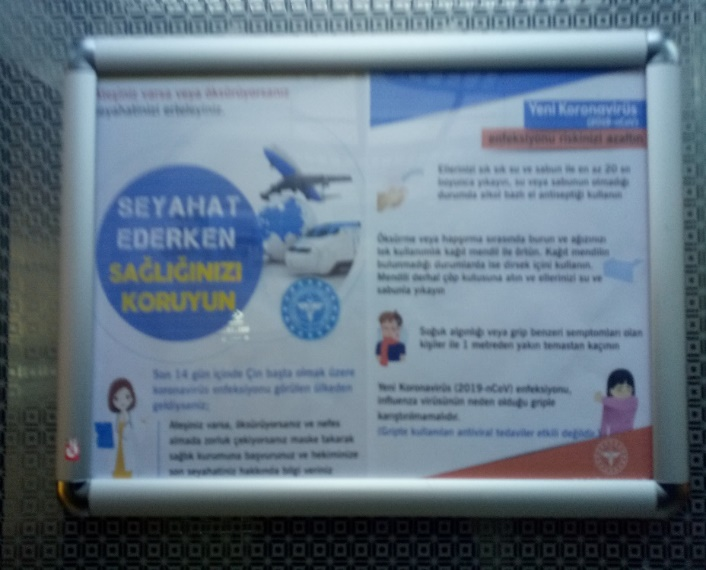 Ateşiniz varsa veya öksürüyorsanız
seyahatinizi erteleyiniz.
SEYAHAT
EDERKEN
SAĞLIĞINIZI
KORUYUN
Son 14 gün içinde Çin başta olmak üzere
koronavirüs enfeksiyonu görülen ülkeden
geldiyseniz;
Ateşiniz varsa, öksürüyorsanız ve nefes
almada zorluk çekiyorsanız maske takarak
sağlık kurumuna başvurunuz ve hekiminize
son seyahatiniz hakkında bilgi veriniz
Yeni Koronavirüs
(2019-nCoV)
enfeksiyonu riskinizi azaltın
Ellerinizi sık sık su ve sabun ile en az 20 sn
boyunca yıkayın, su veya sabunun olmadığı
durumda alkol bazlı el antiseptiği kullanın
Öksürme veya hapşırma sırasında burun ve ağzınızı
tek kullanımlık kağıt mendil ile örtün. Kağıt mendilin
bulunmadığı durumlarda ise dirsek içini kullanın.
Mendili derhal çöp kutusuna atın ve ellerinizi su ve
sabunla yıkayın
Soğuk algınlığı veya grip benzeri semptomları olan
kişiler ile 1 metreden yakın temastan kaçının
Yeni Koronavirüs (2019-nCoV) enfeksiyonu,
influenza virüsünün neden olduğu griple
karıştırılmamalıdır.
(Griple kullanılan antiviral tedaviler etkili değildir.)